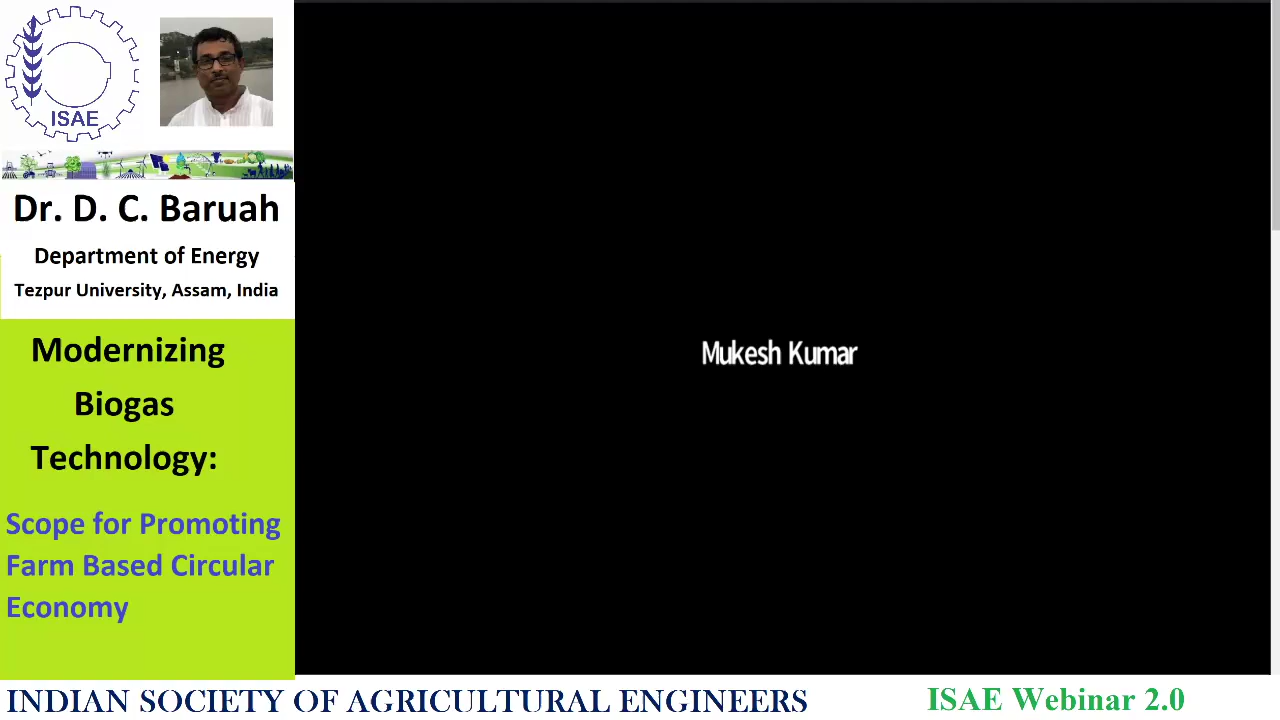 ISAE
Dr. D. C. Baruah
Department of Energy
Tezpur University, Assam, India
Modernizing
Biogas
Technology:
Scope for Promoting
Farm Based Circular
Economy
Mukesh Kumar
INDIAN SOCIETY OF AGRICULTURAL ENGINEERS
ISAE Webinar 2.0